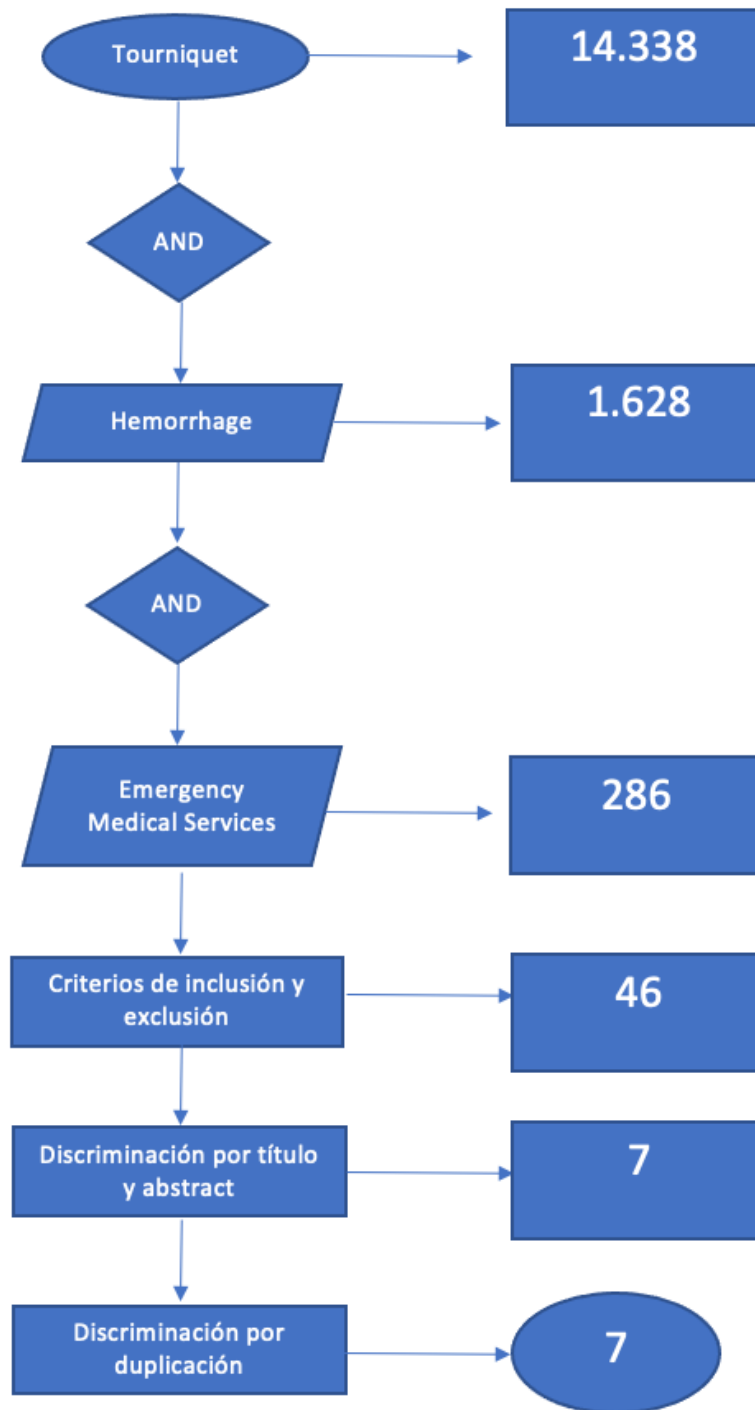 Tourniquet
14.338
AND
Hemorrhage
1.628
AND
Emergency
Medical Services
286
Criterios de inclusión y
exclusión
46
Discriminación por título
y abstract
7
Discriminación por
duplicación
7